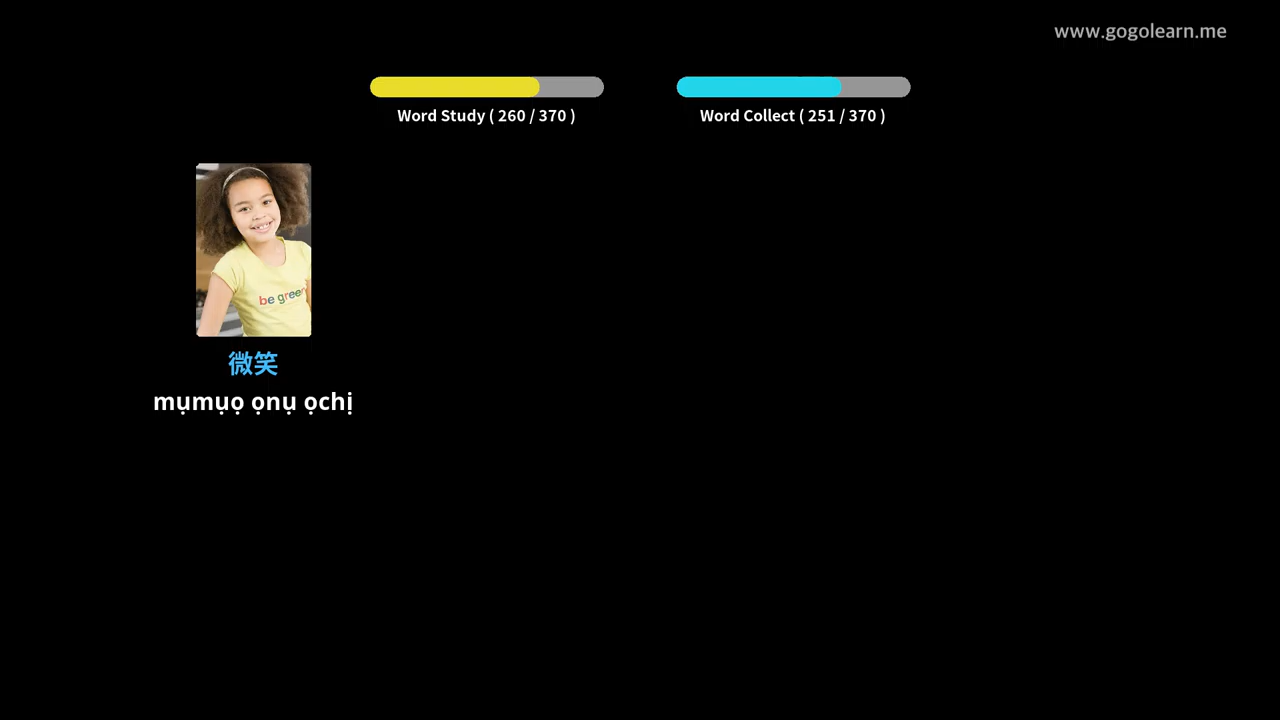 www.gogolearn.me
Word Study ( 260 / 370 )
Word Collect ( 251 / 370 )
be green
微笑
mụmụọ ọnụ ọchị